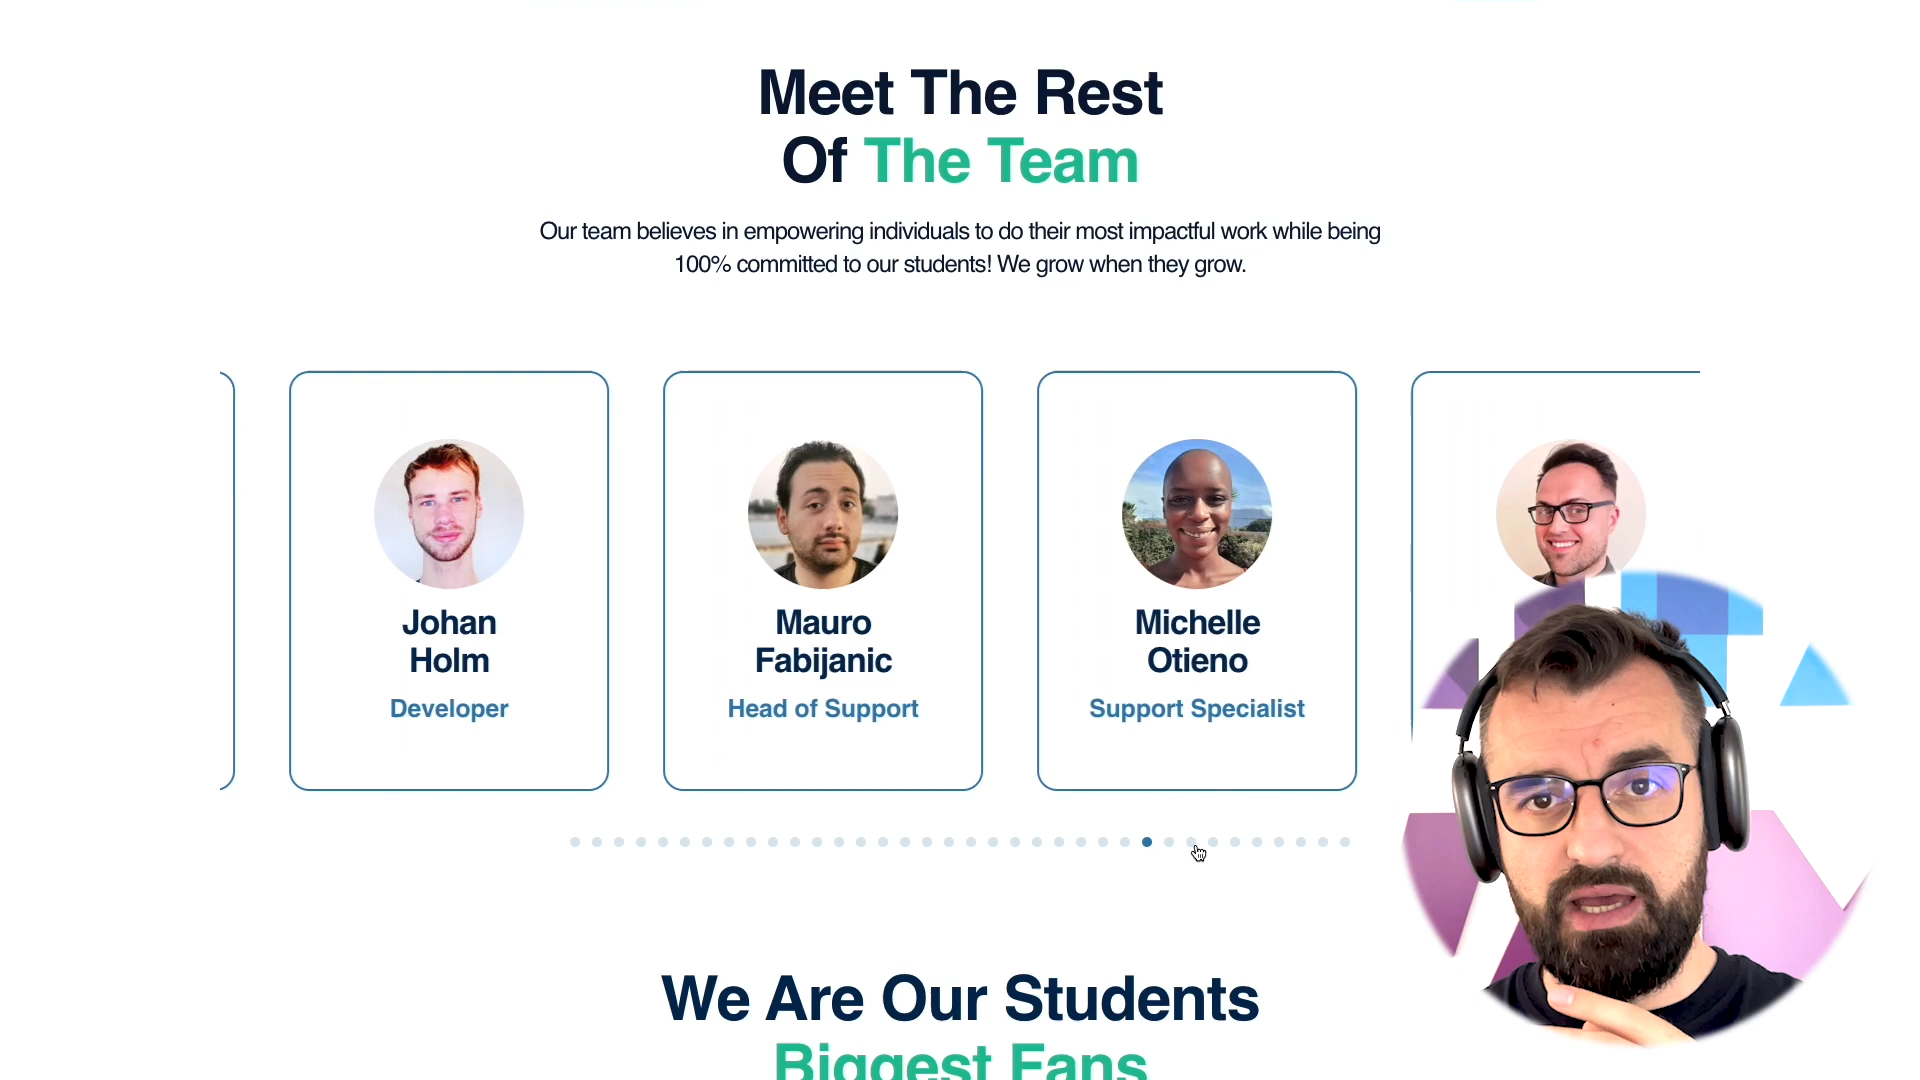 Meet The Rest
Of The Team
Our team believes in empowering individuals to do their most impactful work while being
100% committed to our students! We grow when they grow.
Johan
Holm
Developer
Mauro
Fabijanic
Head of Support
Michelle
Otieno
Support Specialist
We Are Our Students
Biggest Fans